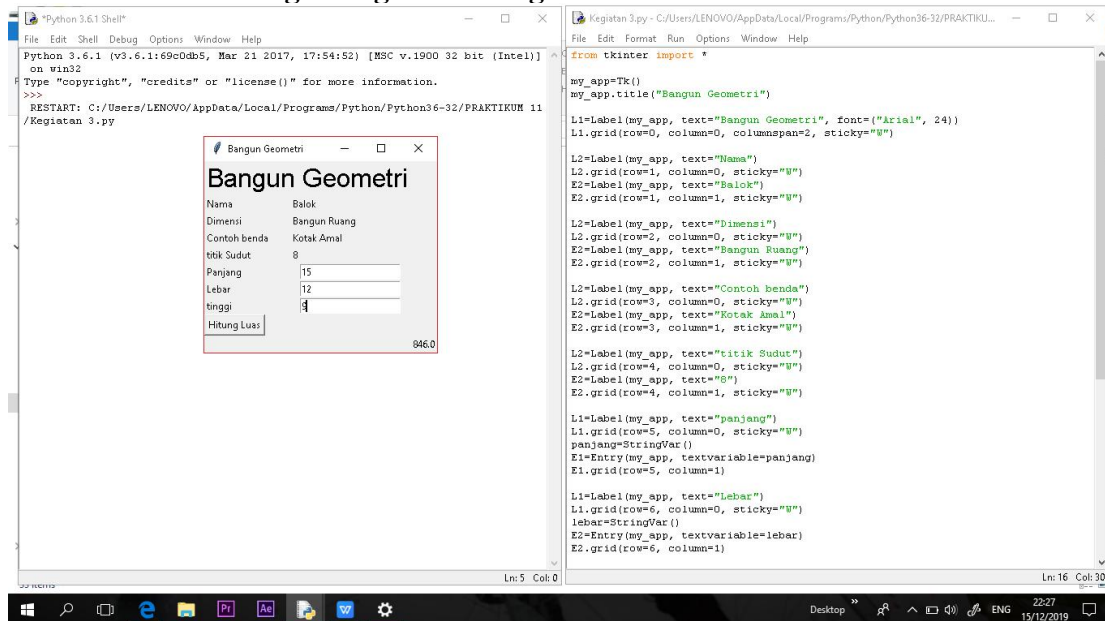 *Python 3.6.1 Shell*
File Edit Shell Debug Options Window Help
Python 3.6.1 (v3.6.1:69c0db5, Mar 21 2017, 17:54:52) [MSC v.1900 32 bit (Intel)]
on win32
Type "copyright", "credits" or "license()" for more information.
>>>
RESTART: C:/Users/LENOVO/AppData/Local/Programs/Python/Python36-32/PRAKTIKUM 11
/Kegiatan 3.py
Bangun Geometri
Bangun Geometri
Nama Balok
Dimensi Bangun Ruang
Contoh benda Kotak Amal
titik Sudut 8
Panjang 15
Lebar 12
tinggi 9
Hitung Luas
846.0
Ln: 5 Col: 0
Kegiatan 3.py - C:/Users/LENOVO/AppData/Local/Programs/Python/Python36-32/PRAKTIKU...
File Edit Format Run Options Window Help
from tkinter import *
my_app=Tk()
my_app.title("Bangun Geometri")
L1=Label(my_app, text="Bangun Geometri", font=("Arial", 24))
L1.grid(row=0, column=0, columnspan=2, sticky="W")
L2=Label(my_app, text="Nama")
L2.grid(row=1, column=0, sticky="W")
E2=Label(my_app, text="Balok")
E2.grid(row=1, column=1, sticky="W")
L2=Label(my_app, text="Dimensi")
L2.grid(row=2, column=0, sticky="W")
E2=Label(my_app, text="Bangun Ruang")
E2.grid(row=2, column=1, sticky="W")
L2=Label(my_app, text="Contoh benda")
L2.grid(row=3, column=0, sticky="W")
E2=Label(my_app, text="Kotak Amal")
E2.grid(row=3, column=1, sticky="W")
L2=Label(my_app, text="titik Sudut")
L2.grid(row=4, column=0, sticky="W")
E2=Label(my_app, text="8")
E2.grid(row=4, column=1, sticky="W")
L1=Label(my_app, text="panjang")
L1.grid(row=5, column=0, sticky="W")
panjang=StringVar()
E1=Entry(my_app, textvariable=panjang)
E1.grid(row=5, column=1)
L1=Label(my_app, text="Lebar")
L1.grid(row=6, column=0, sticky="W")
lebar=StringVar()
E2=Entry(my_app, textvariable=lebar)
E2.grid(row=6, column=1)
Ln: 16 Col: 30
Pr Ae W
Desktop ENG 22:27
15/12/2019